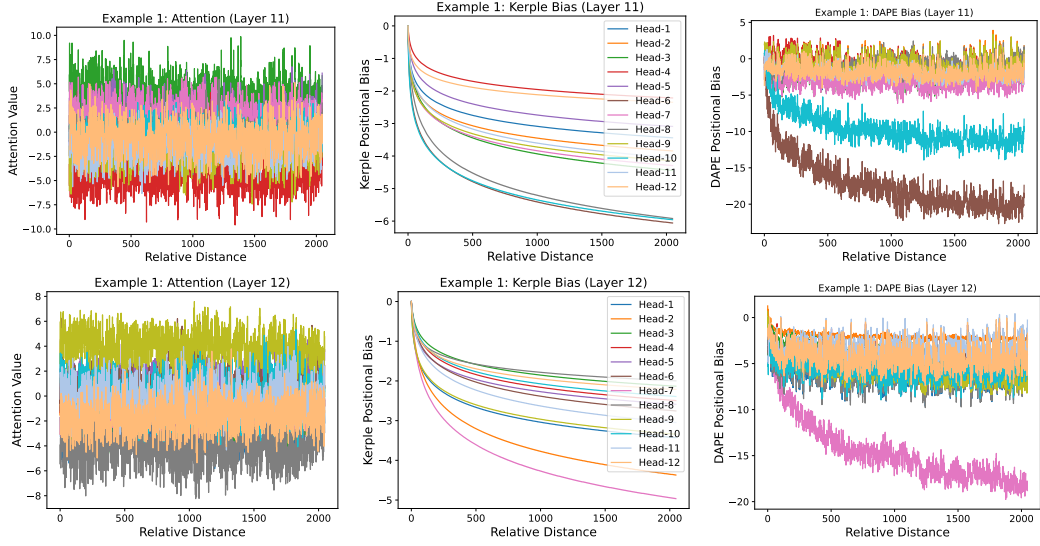 Example 1: Attention (Layer 11)
10.0
7.5
5.0
2.5
0.0
−2.5
−5.0
−7.5
−10.0
Attention Value
0
500
1000
1500
2000
Relative Distance
Example 1: Kerple Bias (Layer 11)
0
−1
−2
−3
−4
−5
−6
Kerple Positional Bias
Head-1
Head-2
Head-3
Head-4
Head-5
Head-6
Head-7
Head-8
Head-9
Head-10
Head-11
Head-12
0
500
1000
1500
2000
Relative Distance
Example 1: DAPE Bias (Layer 11)
5
0
−5
−10
−15
−20
DAPE Positional Bias
0
500
1000
1500
2000
Relative Distance
Example 1: Attention (Layer 12)
8
6
4
2
0
−2
−4
−6
−8
Attention Value
0
500
1000
1500
2000
Relative Distance
Example 1: Kerple Bias (Layer 12)
0
−1
−2
−3
−4
−5
Kerple Positional Bias
Head-1
Head-2
Head-3
Head-4
Head-5
Head-6
Head-7
Head-8
Head-9
Head-10
Head-11
Head-12
0
500
1000
1500
2000
Relative Distance
Example 1: DAPE Bias (Layer 12)
0
−5
−10
−15
−20
DAPE Positional Bias
0
500
1000
1500
2000
Relative Distance